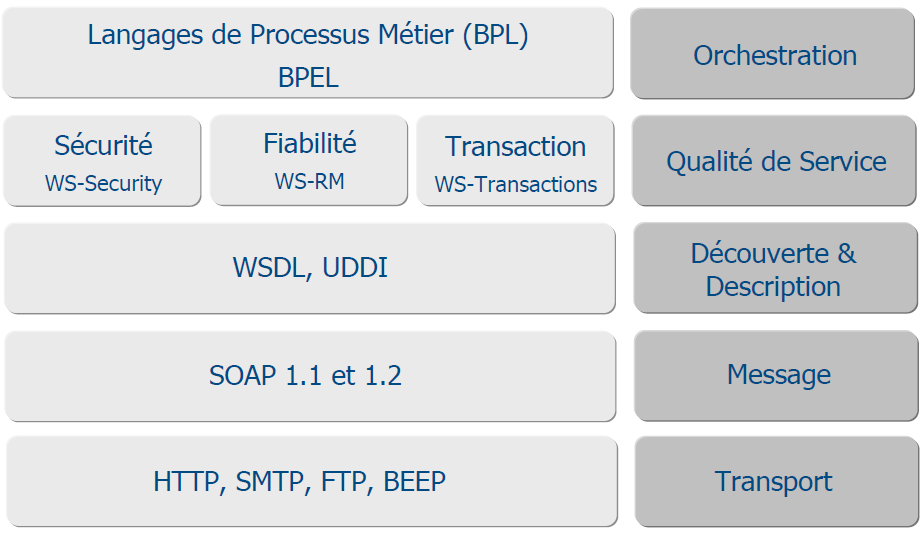 Langages de Processus Métier (BPL)
BPEL
Orchestration
Sécurité
WS-Security
Fiabilité
WS-RM
Transaction
WS-Transactions
Qualité de Service
WSDL, UDDI
Découverte &
Description
SOAP 1.1 et 1.2
Message
HTTP, SMTP, FTP, BEEP
Transport